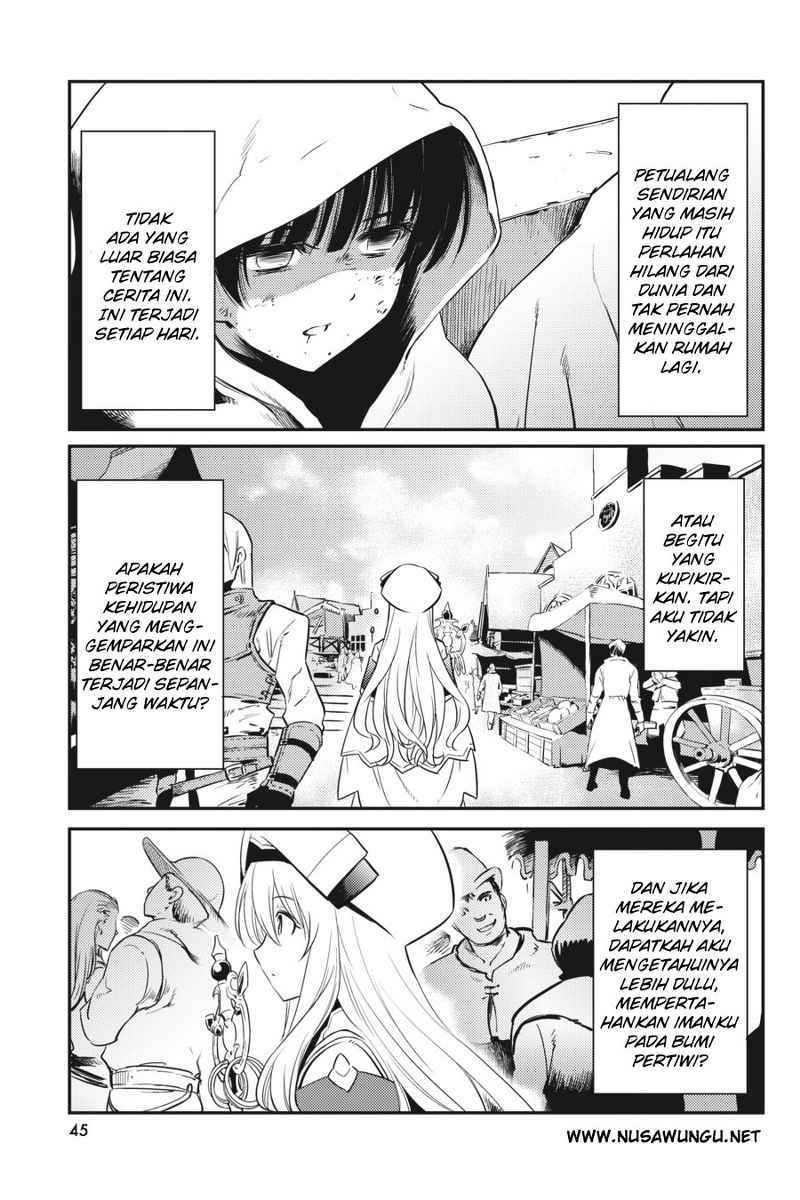 PETUALANG
SENDIRIAN
YANG MASIH
HIDUP ITU
PERLAHAN
HILANG DARI
DUNIA DAN
TAK PERNAH
MENINGGAL-
KAN RUMAH
LAGI.
TIDAK
ADA YANG
LUAR BIASA
TENTANG
CERITA INI.
INI TERJADI
SETIAP HARI.
ATAU
BEGITU
YANG
KUPIKIR-
KAN. TAPI
AKU TIDAK
YAKIN.
APAKAH
PERISTIWA
KEHIDUPAN
YANG MENG-
GEMPARKAN INI
BENAR-BENAR
TERJADI SEPAN-
JANG WAKTU?
DAN JIKA
MEREKA ME-
LAKUKANNYA,
DAPATKAH AKU
MENGETAHUINYA
LEBIH DULU,
MEMPERTA-
HANKAN IMANKU
PADA BUMI
PERTIWI?
45
WWW.NUSAWUNGU.NET